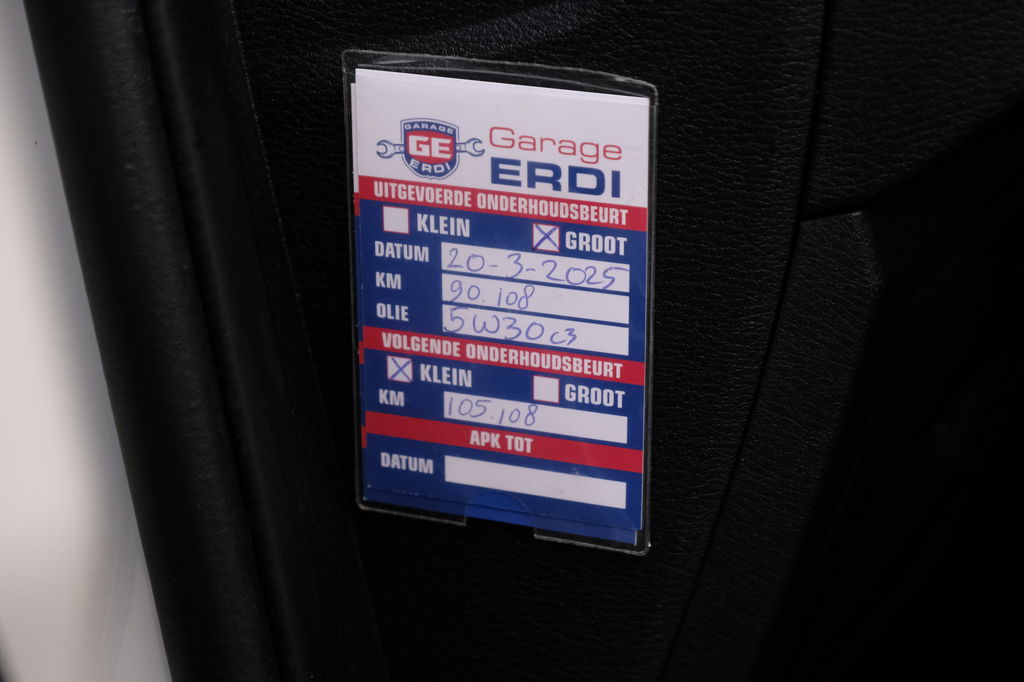 GARAGE
GE
ERDI
Garage
ERDI
UITGEVOERDE ONDERHOUDSBEURT
KLEIN GROOT
DATUM 20-3-2025
KM 90.108
OLIE 5W30 c3
VOLGENDE ONDERHOUDSBEURT
KLEIN GROOT
KM 105.108
APK TOT
DATUM